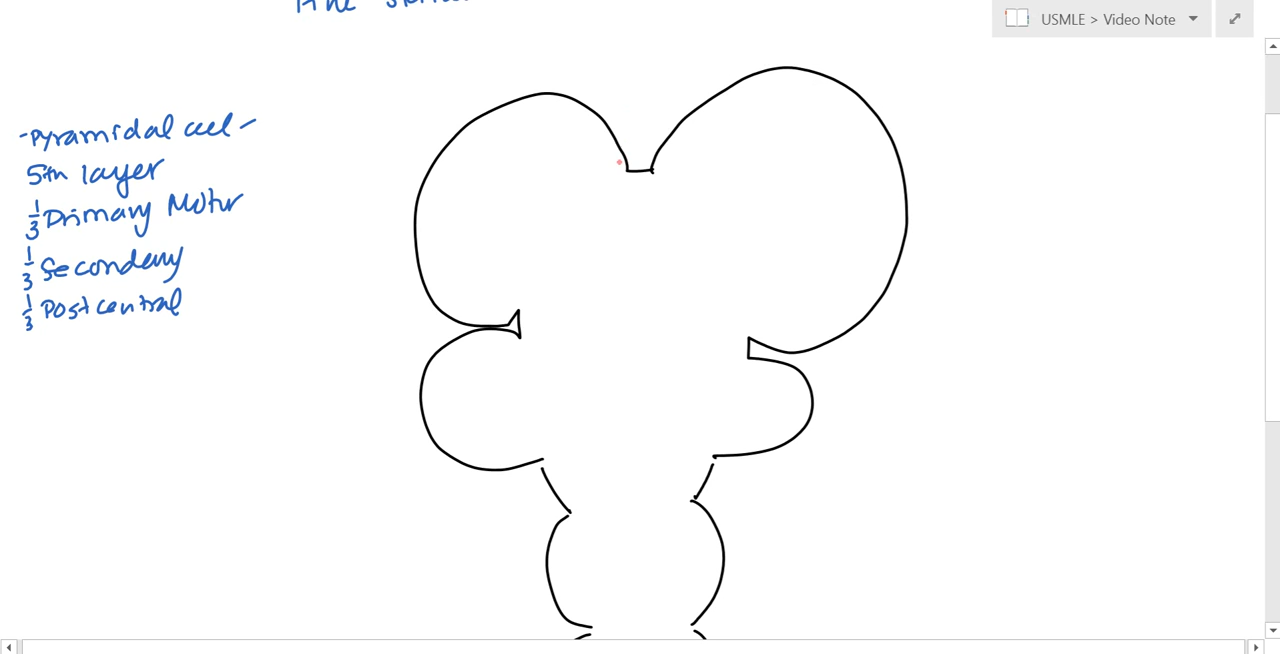 USMLE > Video Note
-Pyramidal cell-
5th layer
1/3 Primary Motor
1/3 Secondary
1/3 Postcentral